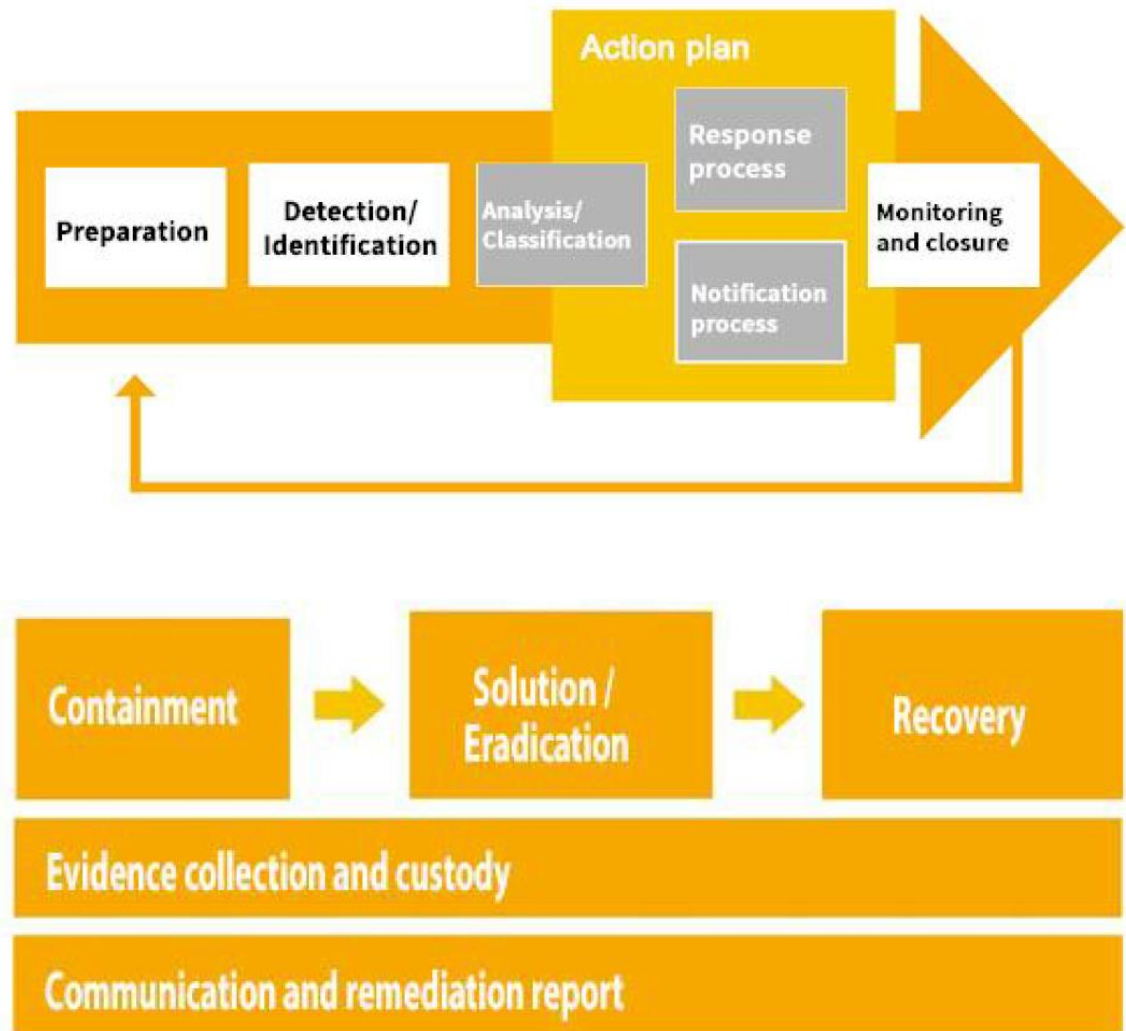 Action plan
Preparation
Detection/
Identification
Analysis/
Classification
Response
process
Notification
process
Monitoring
and closure
Containment
Solution /
Eradication
Recovery
Evidence collection and custody
Communication and remediation report